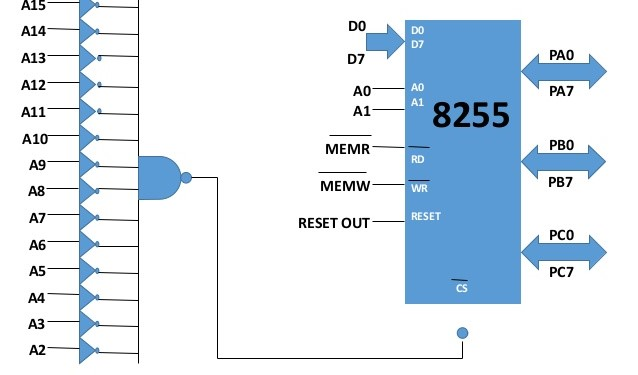 A15
A14
A13
A12
A11
A10
A9
A8
A7
A6
A5
A4
A3
A2
D0
D7
A0
A1
MEMR
MEMW
RESET OUT
D0
D7
A0
A1
8255
RD
WR
RESET
CS
PA0
PA7
PB0
PB7
PC0
PC7